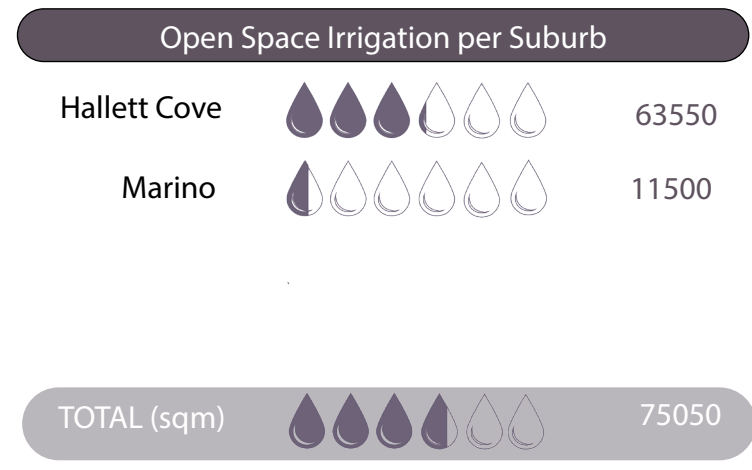 Open Space Irrigation per Suburb
Hallett Cove 63550
Marino 11500
TOTAL (sqm) 75050